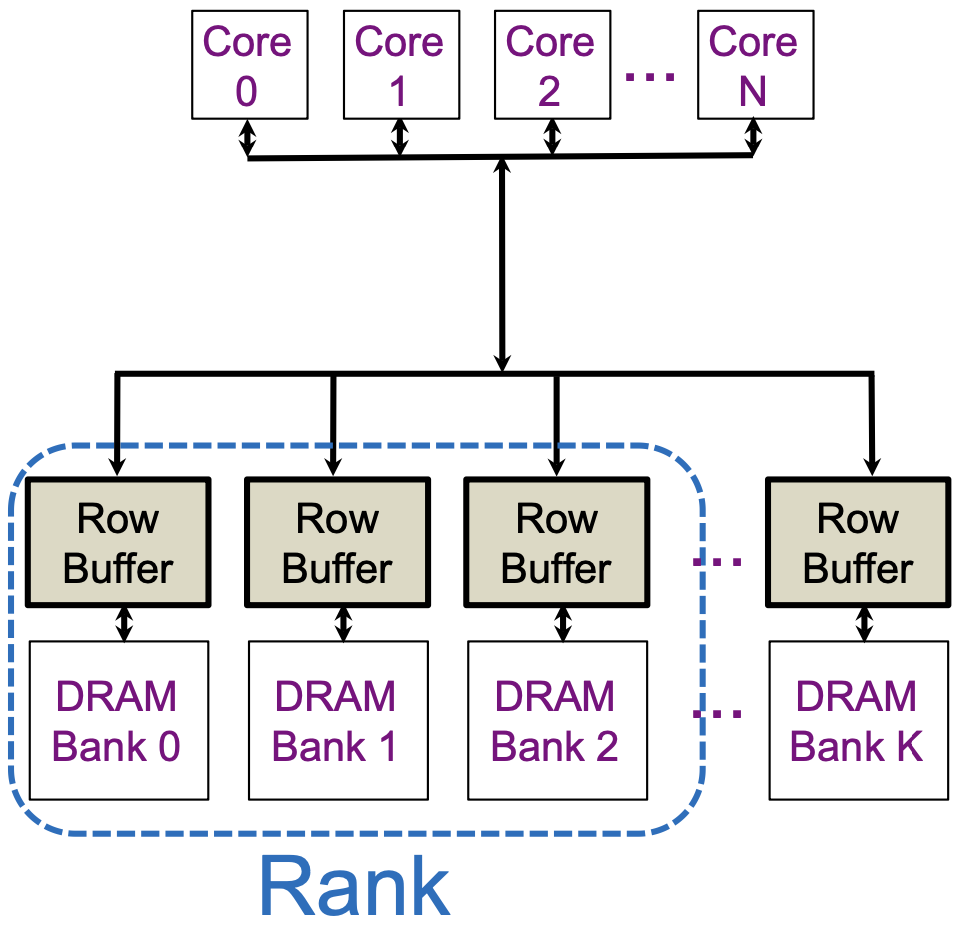 Core
0
Core
1
Core
2
...
Core
N
Row
Buffer
Row
Buffer
Row
Buffer
...
Row
Buffer
DRAM
Bank 0
DRAM
Bank 1
DRAM
Bank 2
...
DRAM
Bank K
Rank